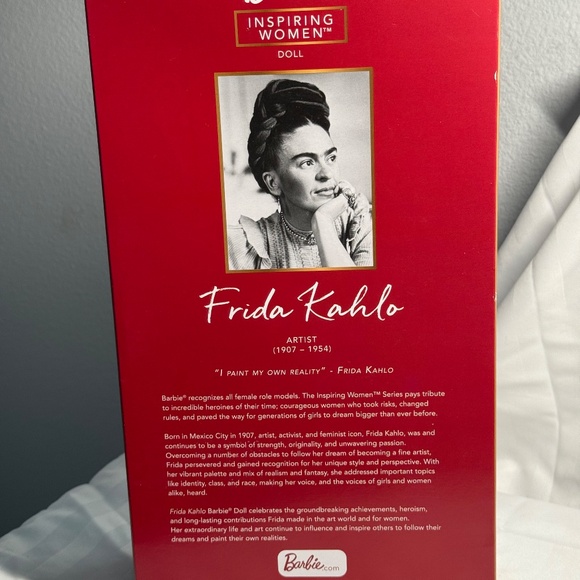 INSPIRING
WOMEN™
DOLL
Frida Kahlo
ARTIST
(1907 – 1954)
"I PAINT MY OWN REALITY" - FRIDA KAHLO
Barbie® recognizes all female role models. The Inspiring Women™ Series pays tribute
to incredible heroines of their time; courageous women who took risks, changed
rules, and paved the way for generations of girls to dream bigger than ever before.
Born in Mexico City in 1907, artist, activist, and feminist icon, Frida Kahlo, was and
continues to be a symbol of strength, originality, and unwavering passion.
Overcoming a number of obstacles to follow her dream of becoming a fine artist,
Frida persevered and gained recognition for her unique style and perspective. With
her vibrant palette and mix of realism and fantasy, she addressed important topics
like identity, class, and race, making her voice, and the voices of girls and women
alike, heard.
Frida Kahlo Barbie® Doll celebrates the groundbreaking achievements, heroism,
and long-lasting contributions Frida made in the art world and for women.
Her extraordinary life and art continue to influence and inspire others to follow their
dreams and paint their own realities.
Barbie.com